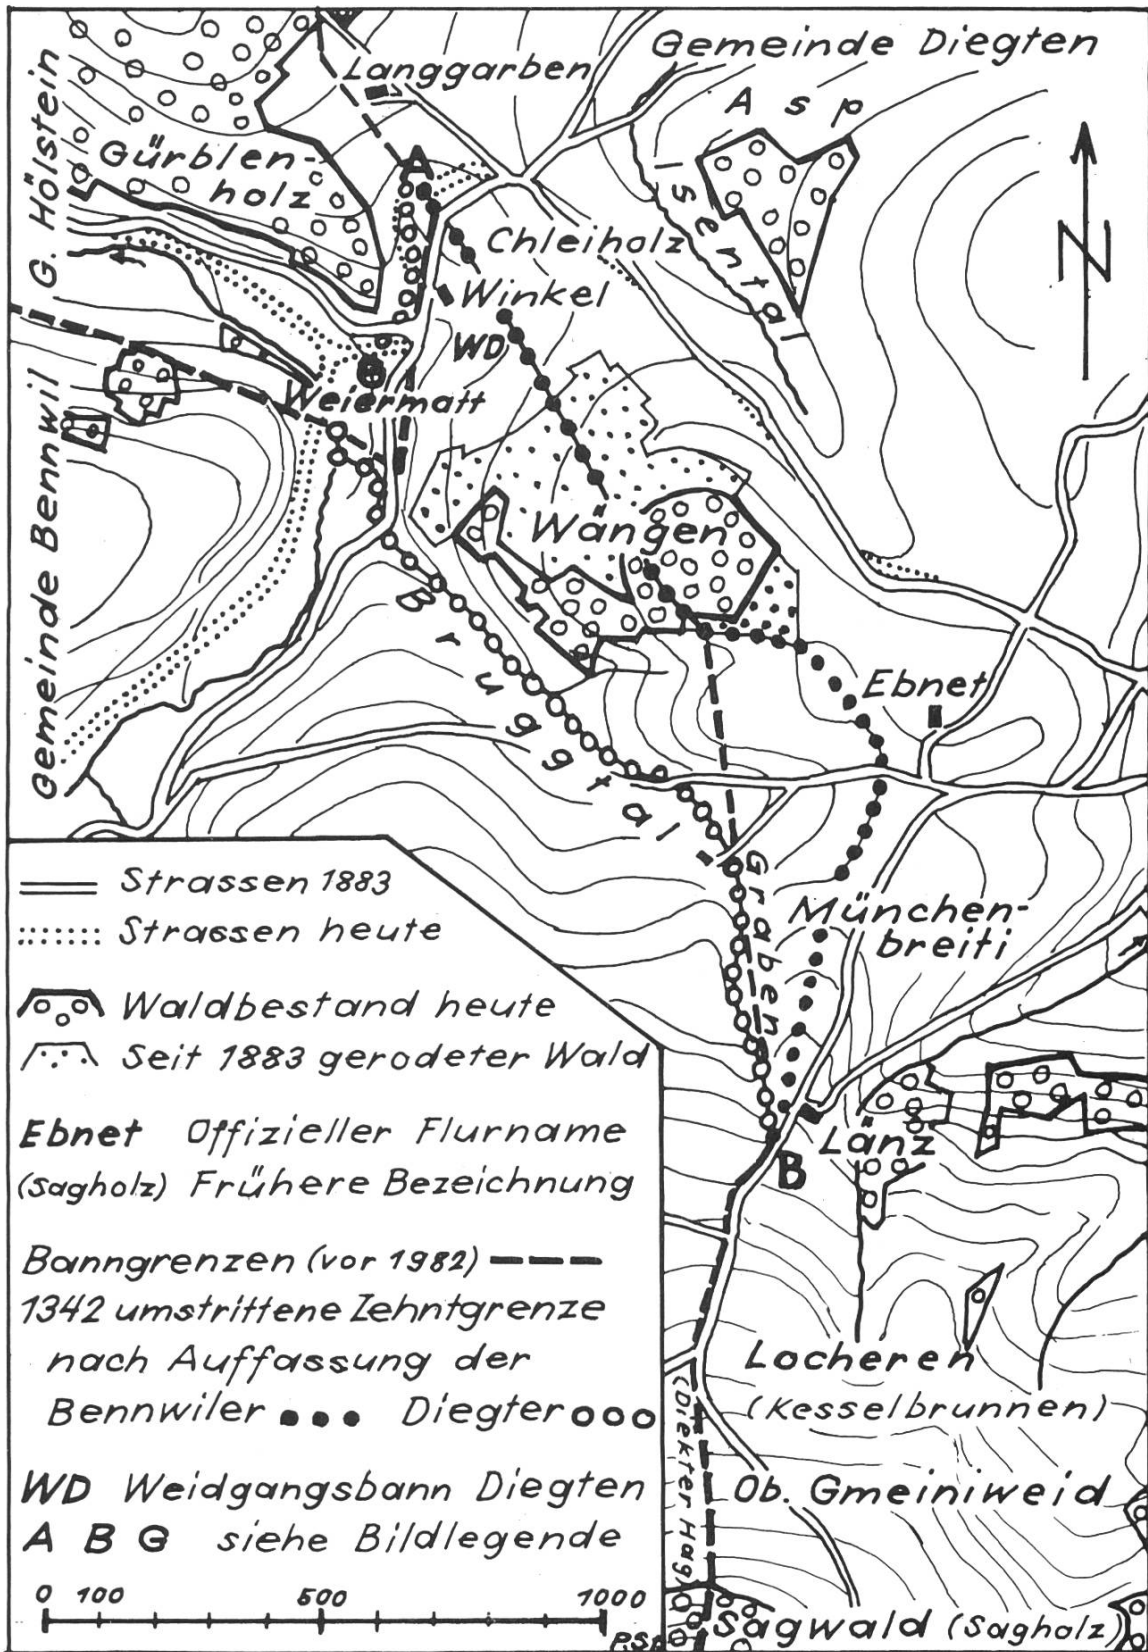 Gemeinde Diegten
Langgarben
Asp
Gürblen-
holz
G. Hölstein
A
Isental
N
Chleiholz
Winkel
WD
G
Weiermatt
Gemeinde Bennwil
Wängen
Bruggtal
Ebnet
Graben
München-
breiti
Länz
B
Locheren
(Kesselbrunnen)
(Diekter Hag)
Ob. Gmeiniweid
Sagwald (Sagholz)
Strassen 1883
Strassen heute
Waldbestand heute
Seit 1883 gerodeter Wald
Ebnet Offizieller Flurname
(Sagholz) Frühere Bezeichnung
Banngrenzen (vor 1982)
1342 umstrittene Zehntgrenze
nach Auffassung der
Bennwiler Diegter
WD Weidgangsbann Diegten
A B G siehe Bildlegende
0 100 500 1000